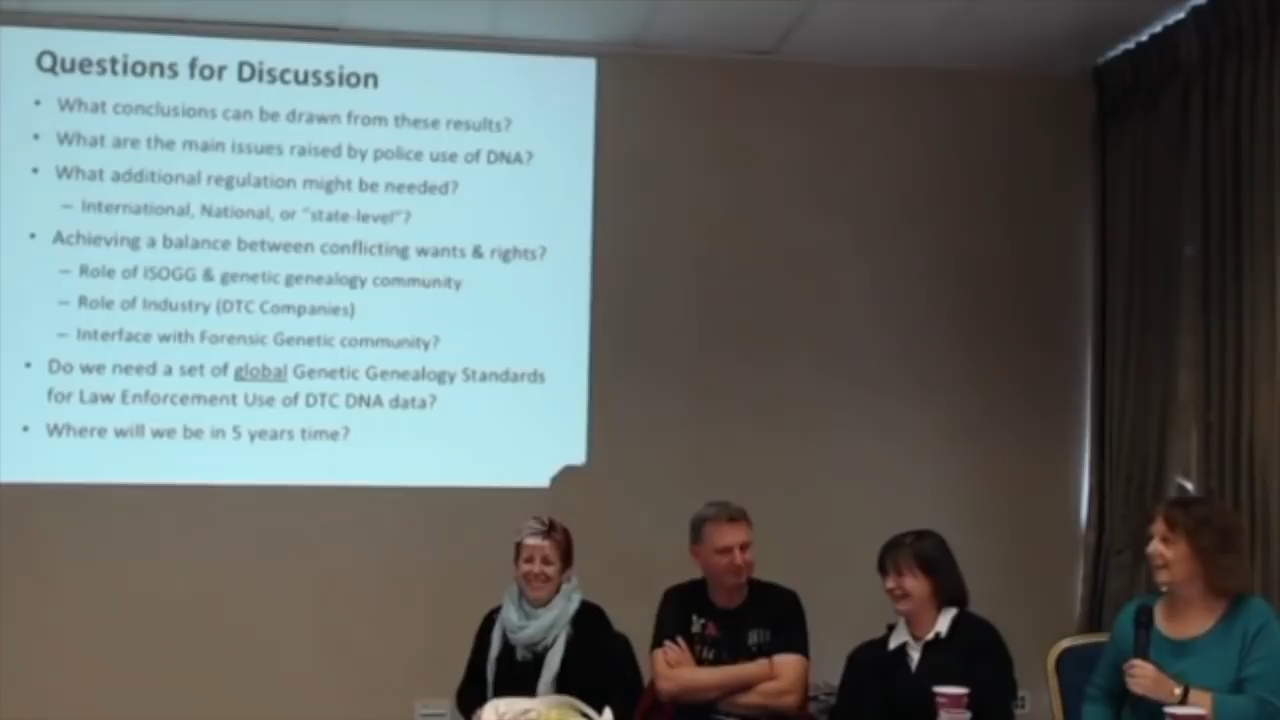 Questions for Discussion
• What conclusions can be drawn from these results?
• What are the main issues raised by police use of DNA?
• What additional regulation might be needed?
– International, National, or "state-level"?
• Achieving a balance between conflicting wants & rights?
– Role of ISOGG & genetic genealogy community
– Role of Industry (DTC Companies)
– Interface with Forensic Genetic community?
• Do we need a set of global Genetic Genealogy Standards
for Law Enforcement Use of DTC DNA data?
• Where will we be in 5 years time?